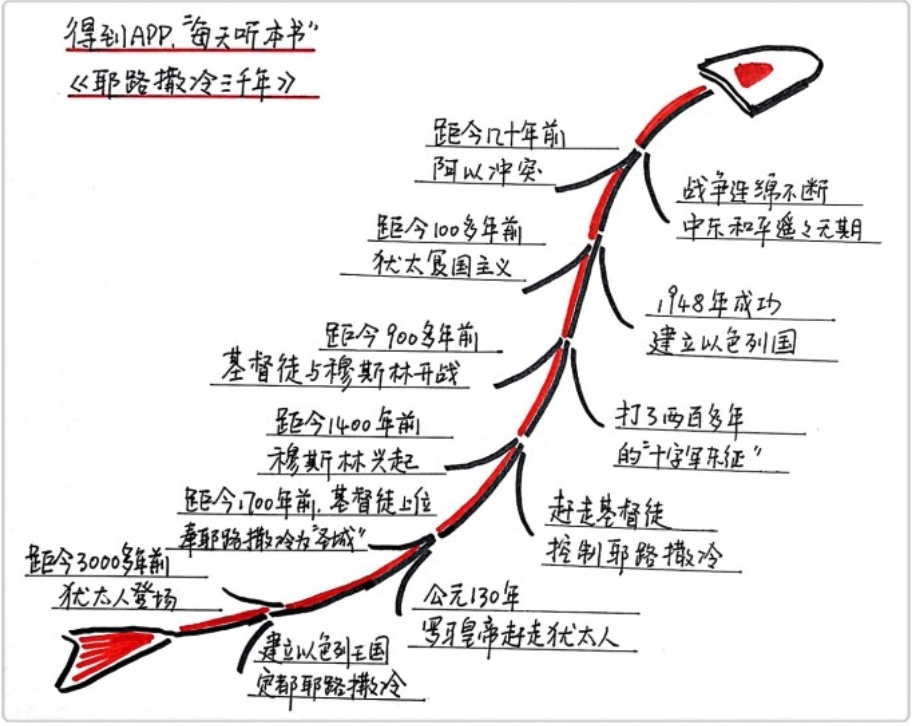 得到APP.“每天听本书”
《耶路撒冷三千年》
距今几十年前
阿以冲突
战争连绵不断
中东和平遥々无期
距今100多年前
犹太复国主义
1948年成功
建立以色列国
距今900多年前
基督徒与穆斯林开战
打了两百多年
的“十字军东征”
距今1400年前
穆斯林兴起
赶走基督徒
控制耶路撒冷
距今1700年前.基督徒上位
奉耶路撒冷为“圣城”
公元130年
罗马皇帝赶走犹太人
距今3000多年前
犹太人登场
建立以色列王国
定都耶路撒冷